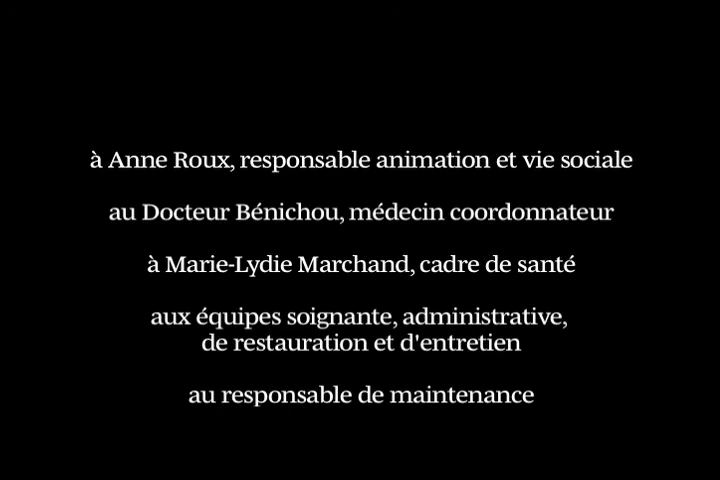 à Anne Roux, responsable animation et vie sociale
au Docteur Bénichou, médecin coordonnateur
à Marie-Lydie Marchand, cadre de santé
aux équipes soignante, administrative,
de restauration et d'entretien
au responsable de maintenance